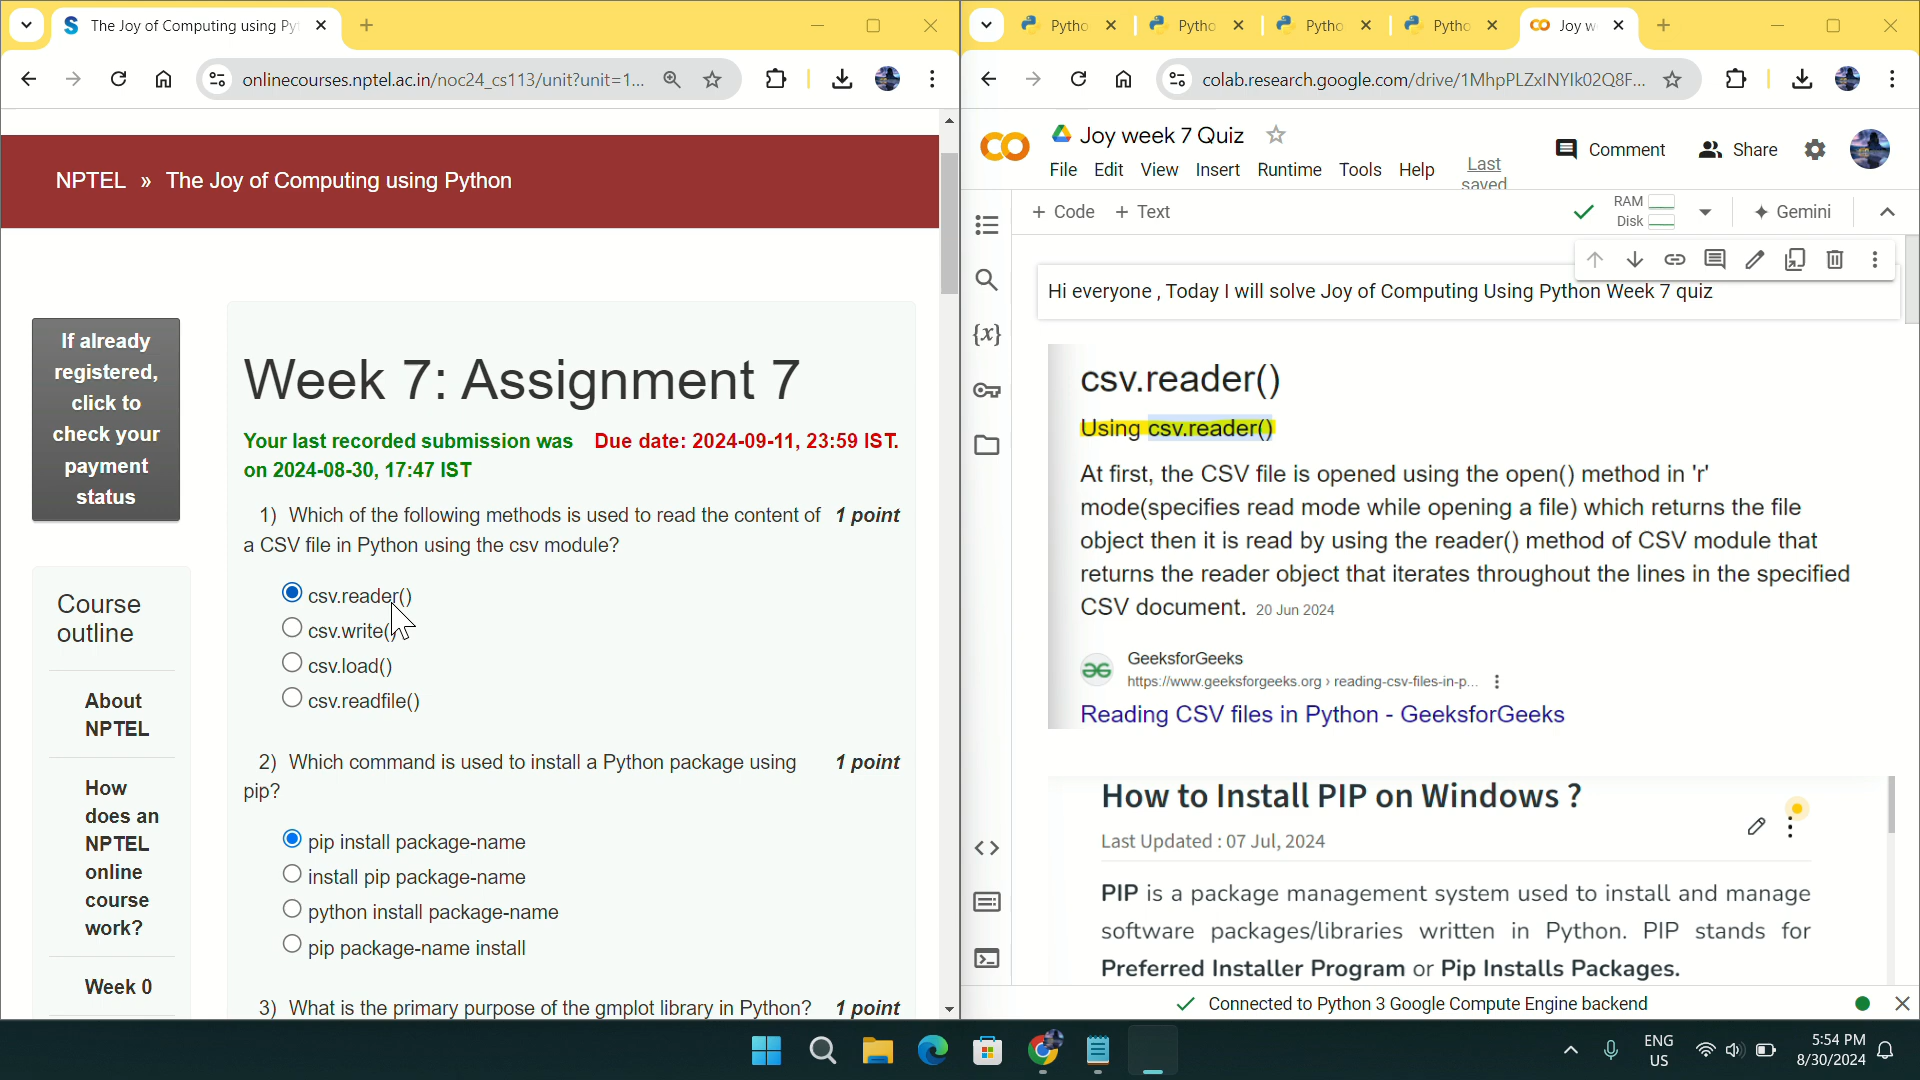 The Joy of Computing using Py
onlinecourses.nptel.ac.in/noc24_cs113/unit?unit=1...
NPTEL » The Joy of Computing using Python
If already
registered,
click to
check your
payment
status
Course
outline
About
NPTEL
How
does an
NPTEL
online
course
work?
Week 0
Week 7: Assignment 7
Your last recorded submission was
on 2024-08-30, 17:47 IST
Due date: 2024-09-11, 23:59 IST.
1) Which of the following methods is used to read the content of 1 point
a CSV file in Python using the csv module?
csv.reader()
csv.write()
csv.load()
csv.readfile()
2) Which command is used to install a Python package using 1 point
pip?
pip install package-name
install pip package-name
python install package-name
pip package-name install
3) What is the primary purpose of the gmplot library in Python? 1 point
Pytho
Pytho
Pytho
Pytho
Joy w
colab.research.google.com/drive/1MhpPLZxINYIk02Q8F...
Joy week 7 Quiz
File Edit View Insert Runtime Tools Help Last saved
Comment
Share
+ Code + Text
RAM
Disk
Gemini
{x}
Hi everyone , Today I will solve Joy of Computing Using Python Week 7 quiz
csv.reader()
Using csv.reader()
At first, the CSV file is opened using the open() method in 'r'
mode(specifies read mode while opening a file) which returns the file
object then it is read by using the reader() method of CSV module that
returns the reader object that iterates throughout the lines in the specified
CSV document. 20 Jun 2024
GeeksforGeeks
https://www.geeksforgeeks.org › reading-csv-files-in-p...
Reading CSV files in Python - GeeksforGeeks
How to Install PIP on Windows ?
Last Updated : 07 Jul, 2024
PIP is a package management system used to install and manage
software packages/libraries written in Python. PIP stands for
Preferred Installer Program or Pip Installs Packages.
Connected to Python 3 Google Compute Engine backend
ENG
US
5:54 PM
8/30/2024